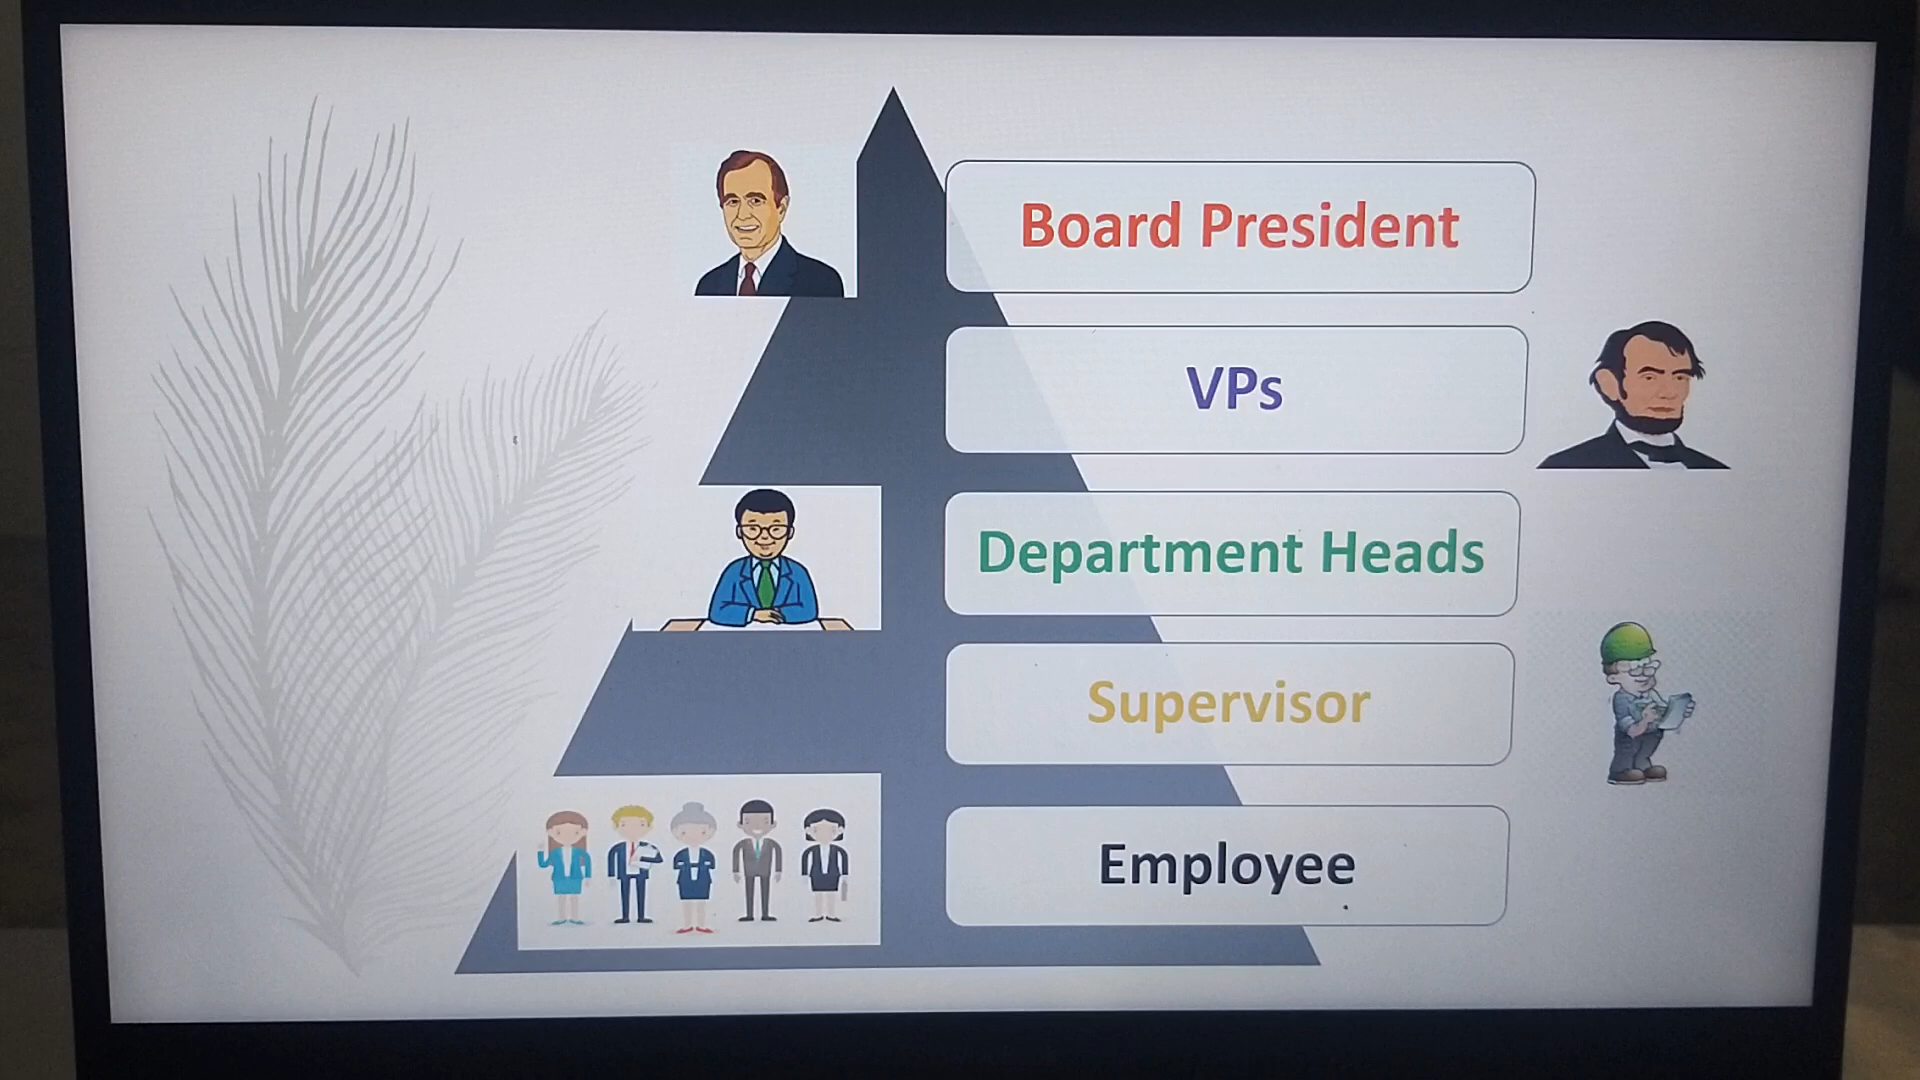 Board President
VPs
Department Heads
Supervisor
Employee